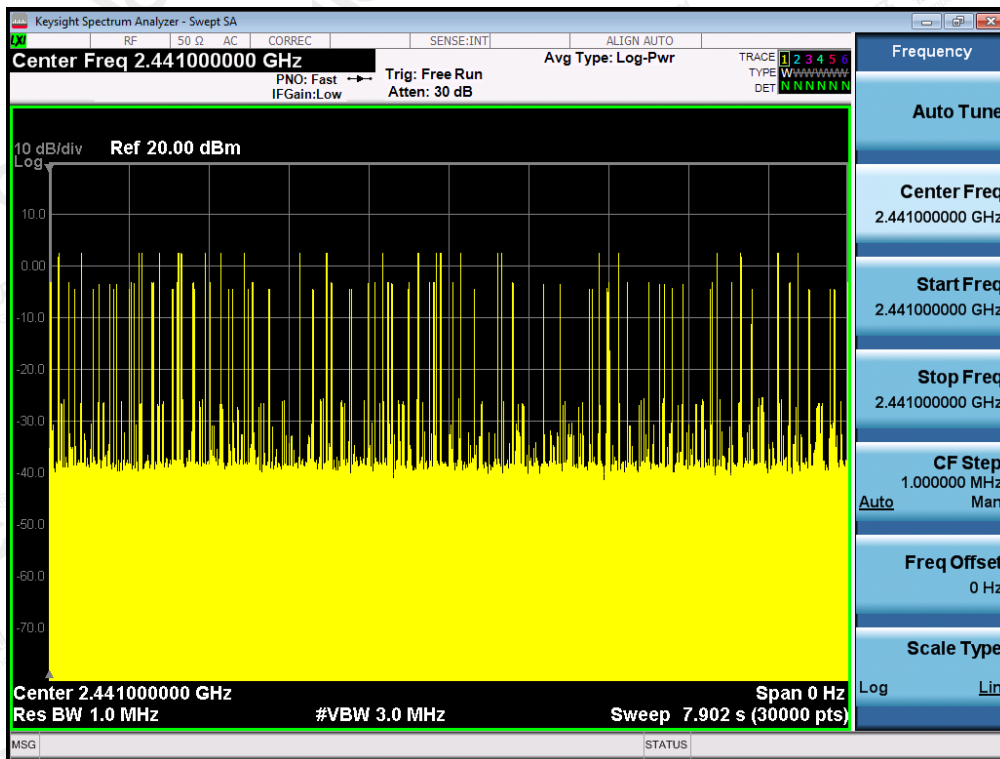 Keysight Spectrum Analyzer - Swept SA
LXI RF 50 Ω AC CORREC SENSE:INT ALIGN AUTO
Center Freq 2.441000000 GHz
PNO: Fast
IFGain:Low
Trig: Free Run
Atten: 30 dB
Avg Type: Log-Pwr
TRACE 1 2 3 4 5 6
TYPE W
DET N N N N N N
10 dB/div Ref 20.00 dBm
Log
10.0
0.00
-10.0
-20.0
-30.0
-40.0
-50.0
-60.0
-70.0
Center 2.441000000 GHz Span 0 Hz
Res BW 1.0 MHz #VBW 3.0 MHz Sweep 7.902 s (30000 pts)
MSG STATUS
Frequency
Auto Tune
Center Freq
2.441000000 GHz
Start Freq
2.441000000 GHz
Stop Freq
2.441000000 GHz
CF Step
1.000000 MHz
Auto Man
Freq Offset
0 Hz
Scale Type
Log Lin